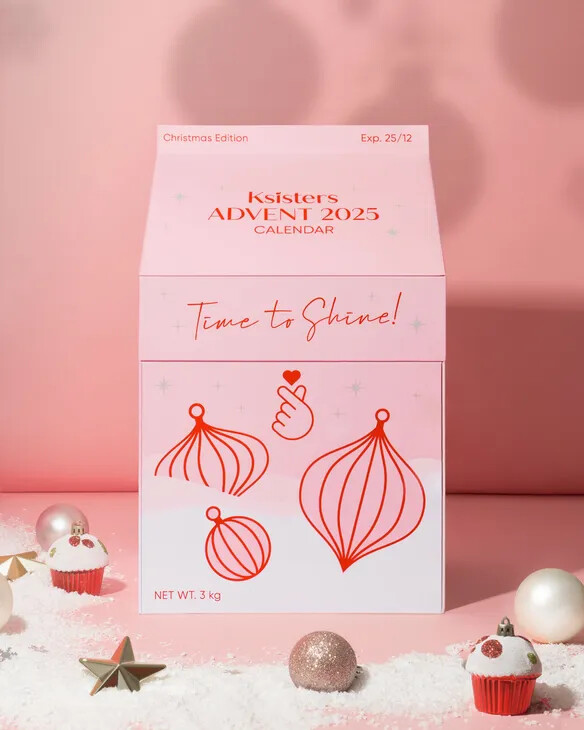 Christmas Edition
Exp. 25/12
Ksisters
ADVENT 2025
CALENDAR
Time to Shine!
NET WT. 3 kg